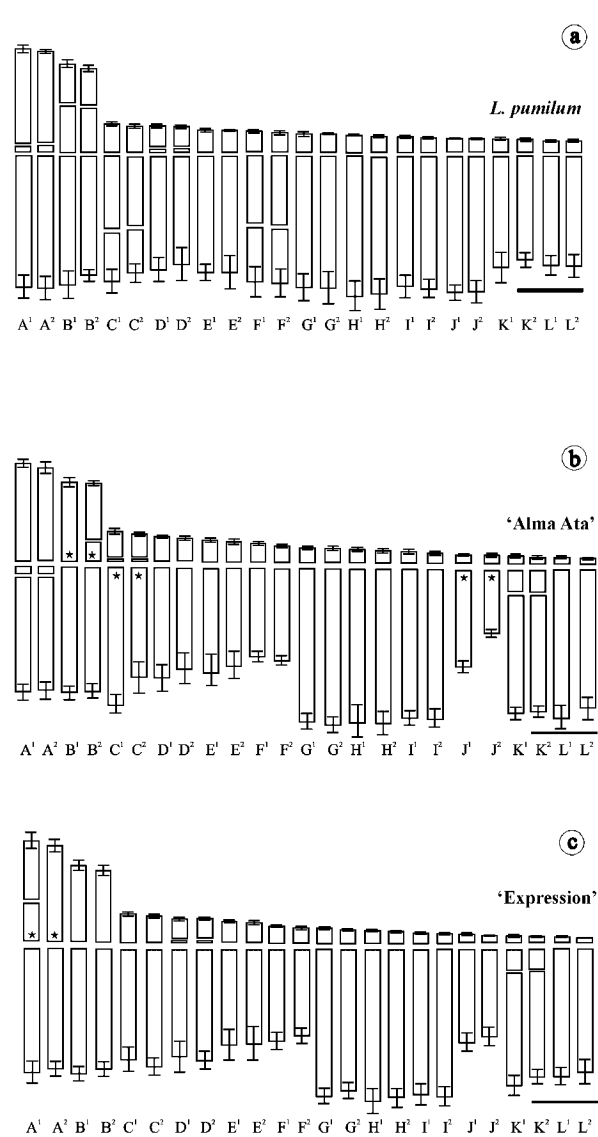 a
L. pumilum
A¹ A² B¹ B² C¹ C² D¹ D² E¹ E² F¹ F² G¹ G² H¹ H² I¹ I² J¹ J² K¹ K² L¹ L²
b
‘Alma Ata’
A¹ A² B¹ B² C¹ C² D¹ D² E¹ E² F¹ F² G¹ G² H¹ H² I¹ I² J¹ J² K¹ K² L¹ L²
c
‘Expression’
A¹ A² B¹ B² C¹ C² D¹ D² E¹ E² F¹ F² G¹ G² H¹ H² I¹ I² J¹ J² K¹ K² L¹ L²